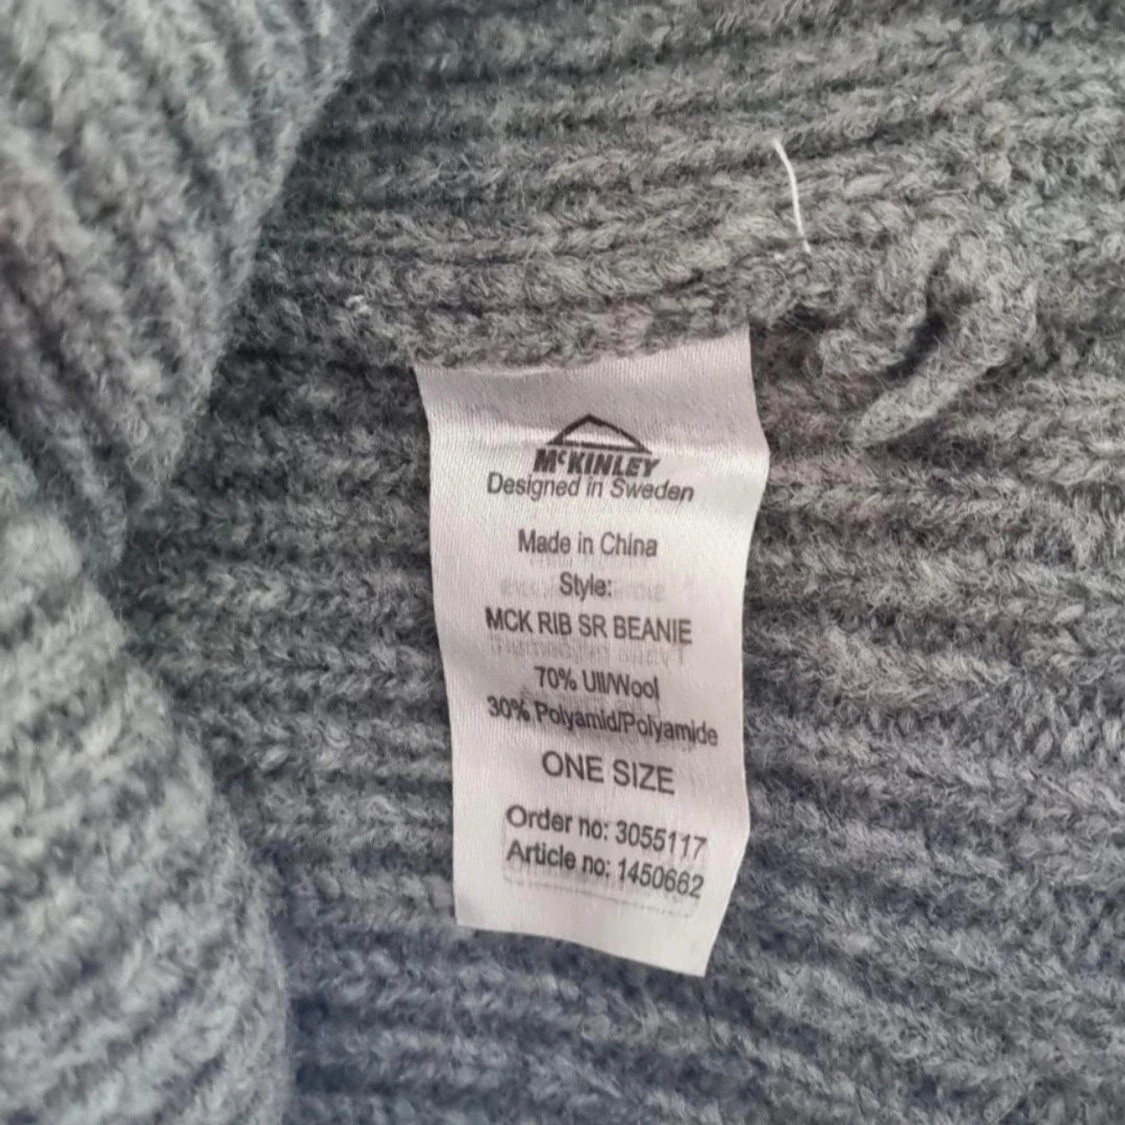 McKINLEY
Designed in Sweden
Made in China
Style:
MCK RIB SR BEANIE
70% Ull/Wool
30% Polyamid/Polyamide
ONE SIZE
Order no: 3055117
Article no: 1450662